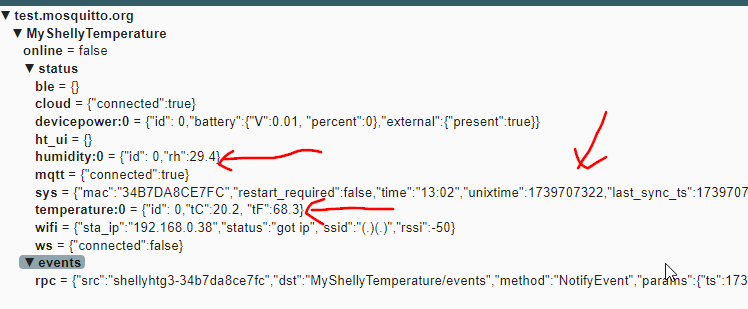 ▼ test.mosquitto.org
▼ MyShellyTemperature
online = false
▼ status
ble = {}
cloud = {"connected":true}
devicepower:0 = {"id": 0,"battery":{"V":0.01, "percent":0},"external":{"present":true}}
ht_ui = {}
humidity:0 = {"id": 0,"rh":29.4}
mqtt = {"connected":true}
sys = {"mac":"34B7DA8CE7FC","restart_required":false,"time":"13:02","unixtime":1739707322,"last_sync_ts":1739707
temperature:0 = {"id": 0,"tC":20.2, "tF":68.3}
wifi = {"sta_ip":"192.168.0.38","status":"got ip","ssid":"(.)(.)","rssi":-50}
ws = {"connected":false}
▼ events
rpc = {"src":"shellyhtg3-34b7da8ce7fc","dst":"MyShellyTemperature/events","method":"NotifyEvent","params":{"ts":173